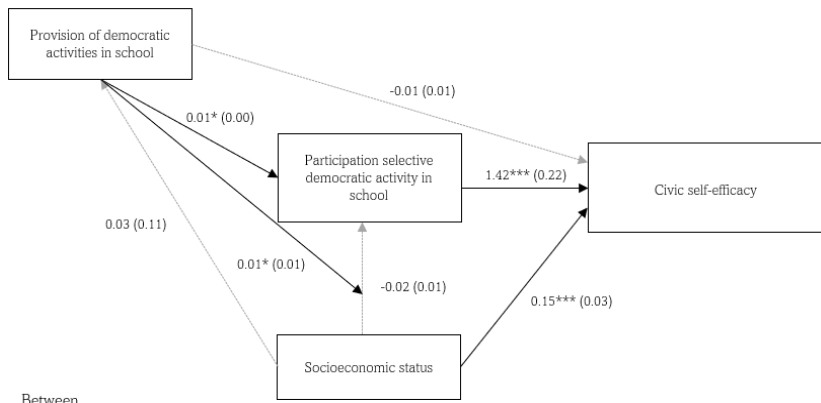 Provision of democratic
activities in school
-0.01 (0.01)
0.01* (0.00)
Participation selective
democratic activity in
school
1.42*** (0.22)
Civic self-efficacy
0.03 (0.11)
0.01* (0.01)
-0.02 (0.01)
0.15*** (0.03)
Socioeconomic status
Between